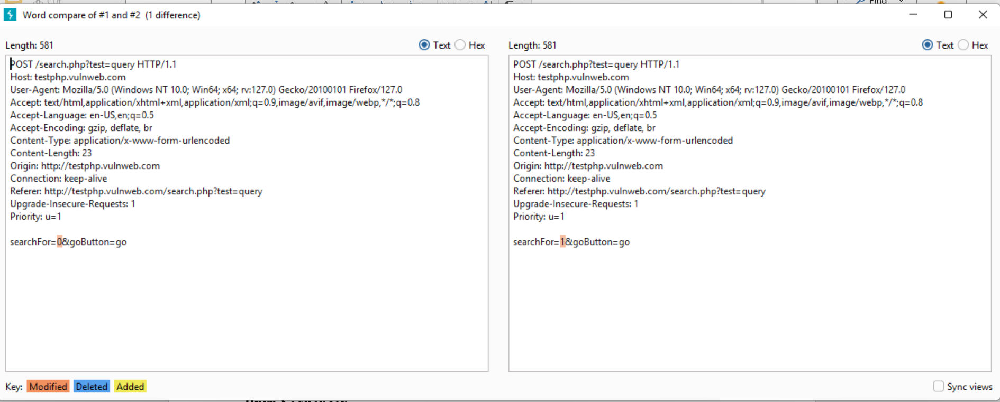 Find
Word compare of #1 and #2 (1 difference)
Length: 581
Text
Hex
POST /search.php?test=query HTTP/1.1
Host: testphp.vulnweb.com
User-Agent: Mozilla/5.0 (Windows NT 10.0; Win64; x64; rv:127.0) Gecko/20100101 Firefox/127.0
Accept: text/html,application/xhtml+xml,application/xml;q=0.9,image/avif,image/webp,*/*;q=0.8
Accept-Language: en-US,en;q=0.5
Accept-Encoding: gzip, deflate, br
Content-Type: application/x-www-form-urlencoded
Content-Length: 23
Origin: http://testphp.vulnweb.com
Connection: keep-alive
Referer: http://testphp.vulnweb.com/search.php?test=query
Upgrade-Insecure-Requests: 1
Priority: u=1
searchFor=0&goButton=go
Length: 581
Text
Hex
POST /search.php?test=query HTTP/1.1
Host: testphp.vulnweb.com
User-Agent: Mozilla/5.0 (Windows NT 10.0; Win64; x64; rv:127.0) Gecko/20100101 Firefox/127.0
Accept: text/html,application/xhtml+xml,application/xml;q=0.9,image/avif,image/webp,*/*;q=0.8
Accept-Language: en-US,en;q=0.5
Accept-Encoding: gzip, deflate, br
Content-Type: application/x-www-form-urlencoded
Content-Length: 23
Origin: http://testphp.vulnweb.com
Connection: keep-alive
Referer: http://testphp.vulnweb.com/search.php?test=query
Upgrade-Insecure-Requests: 1
Priority: u=1
searchFor=1&goButton=go
Key: Modified Deleted Added
Sync views